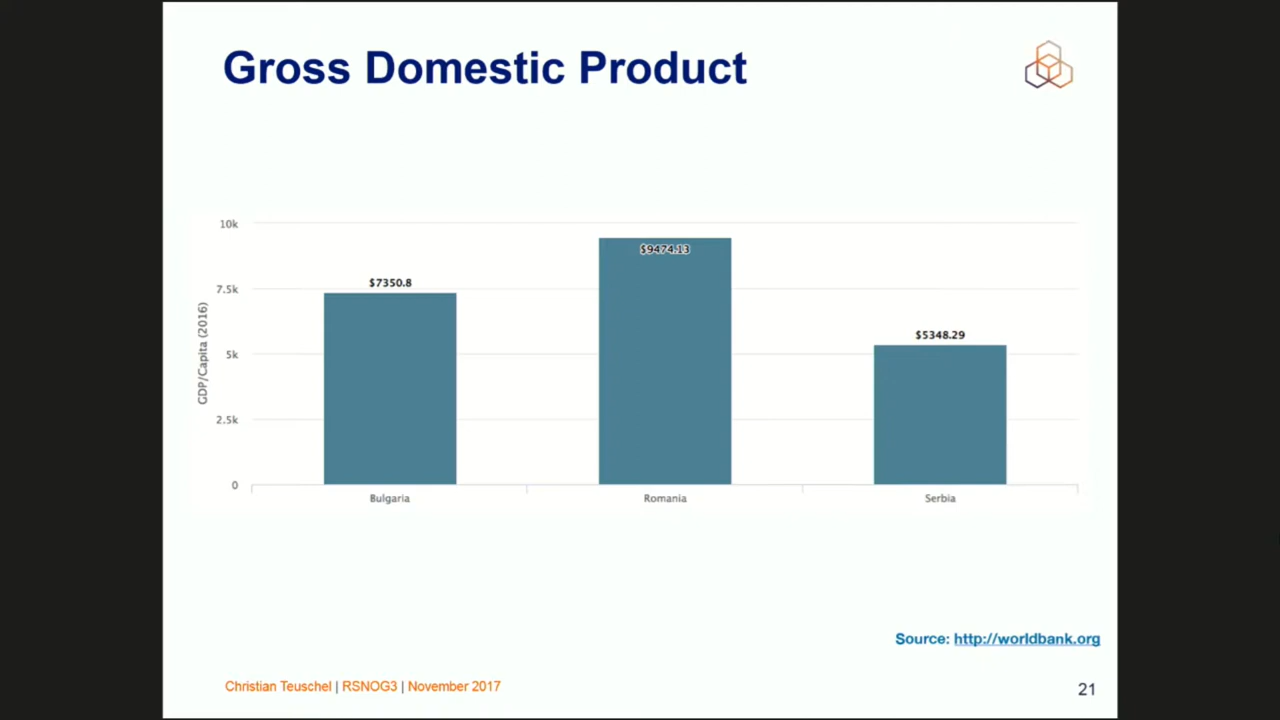 Gross Domestic Product
10k
7.5k
5k
2.5k
0
GDP/Capita (2016)
$7350.8
$9474.13
$5348.29
Bulgaria
Romania
Serbia
Source: http://worldbank.org
Christian Teuschel | RSNOG3 | November 2017
21